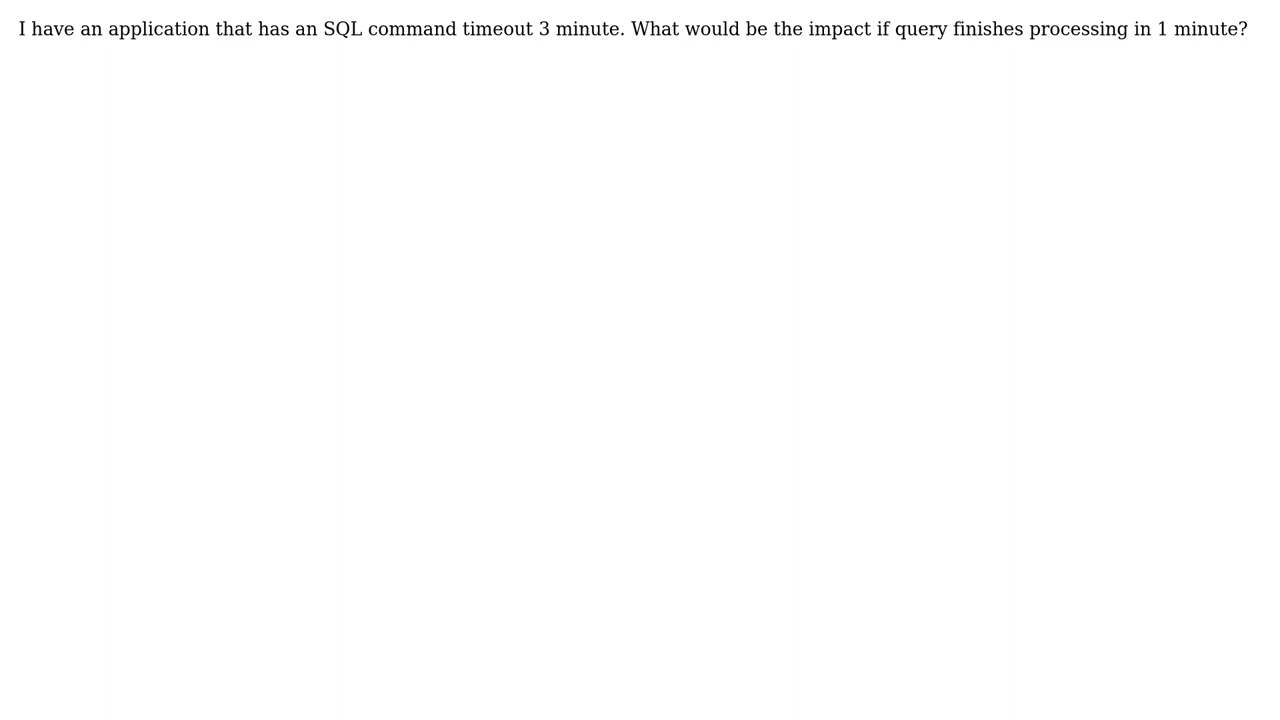 I have an application that has an SQL command timeout 3 minute. What would be the impact if query finishes processing in 1 minute?